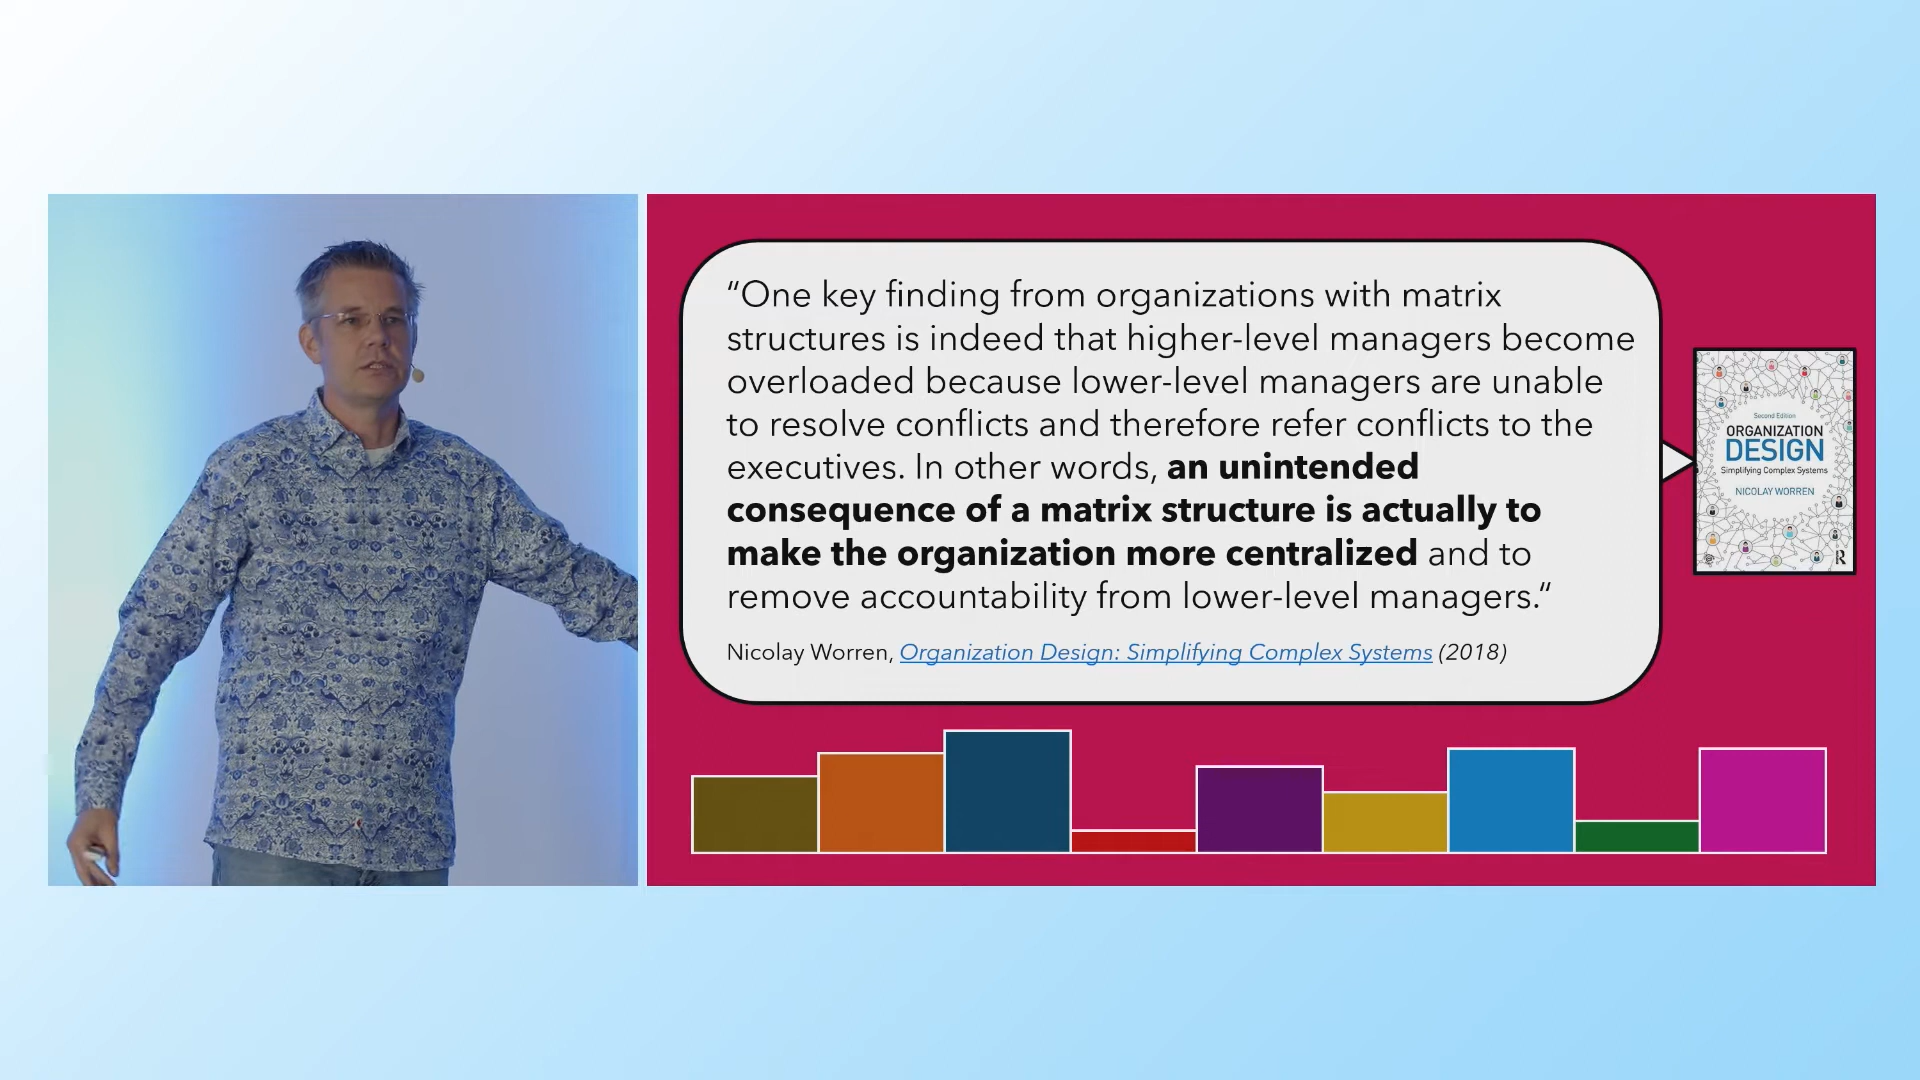 “One key finding from organizations with matrix
structures is indeed that higher-level managers become
overloaded because lower-level managers are unable
to resolve conflicts and therefore refer conflicts to the
executives. In other words, an unintended
consequence of a matrix structure is actually to
make the organization more centralized and to
remove accountability from lower-level managers.“
Nicolay Worren, Organization Design: Simplifying Complex Systems (2018)
Second Edition
ORGANIZATION
DESIGN
Simplifying Complex Systems
NICOLAY WORREN
R